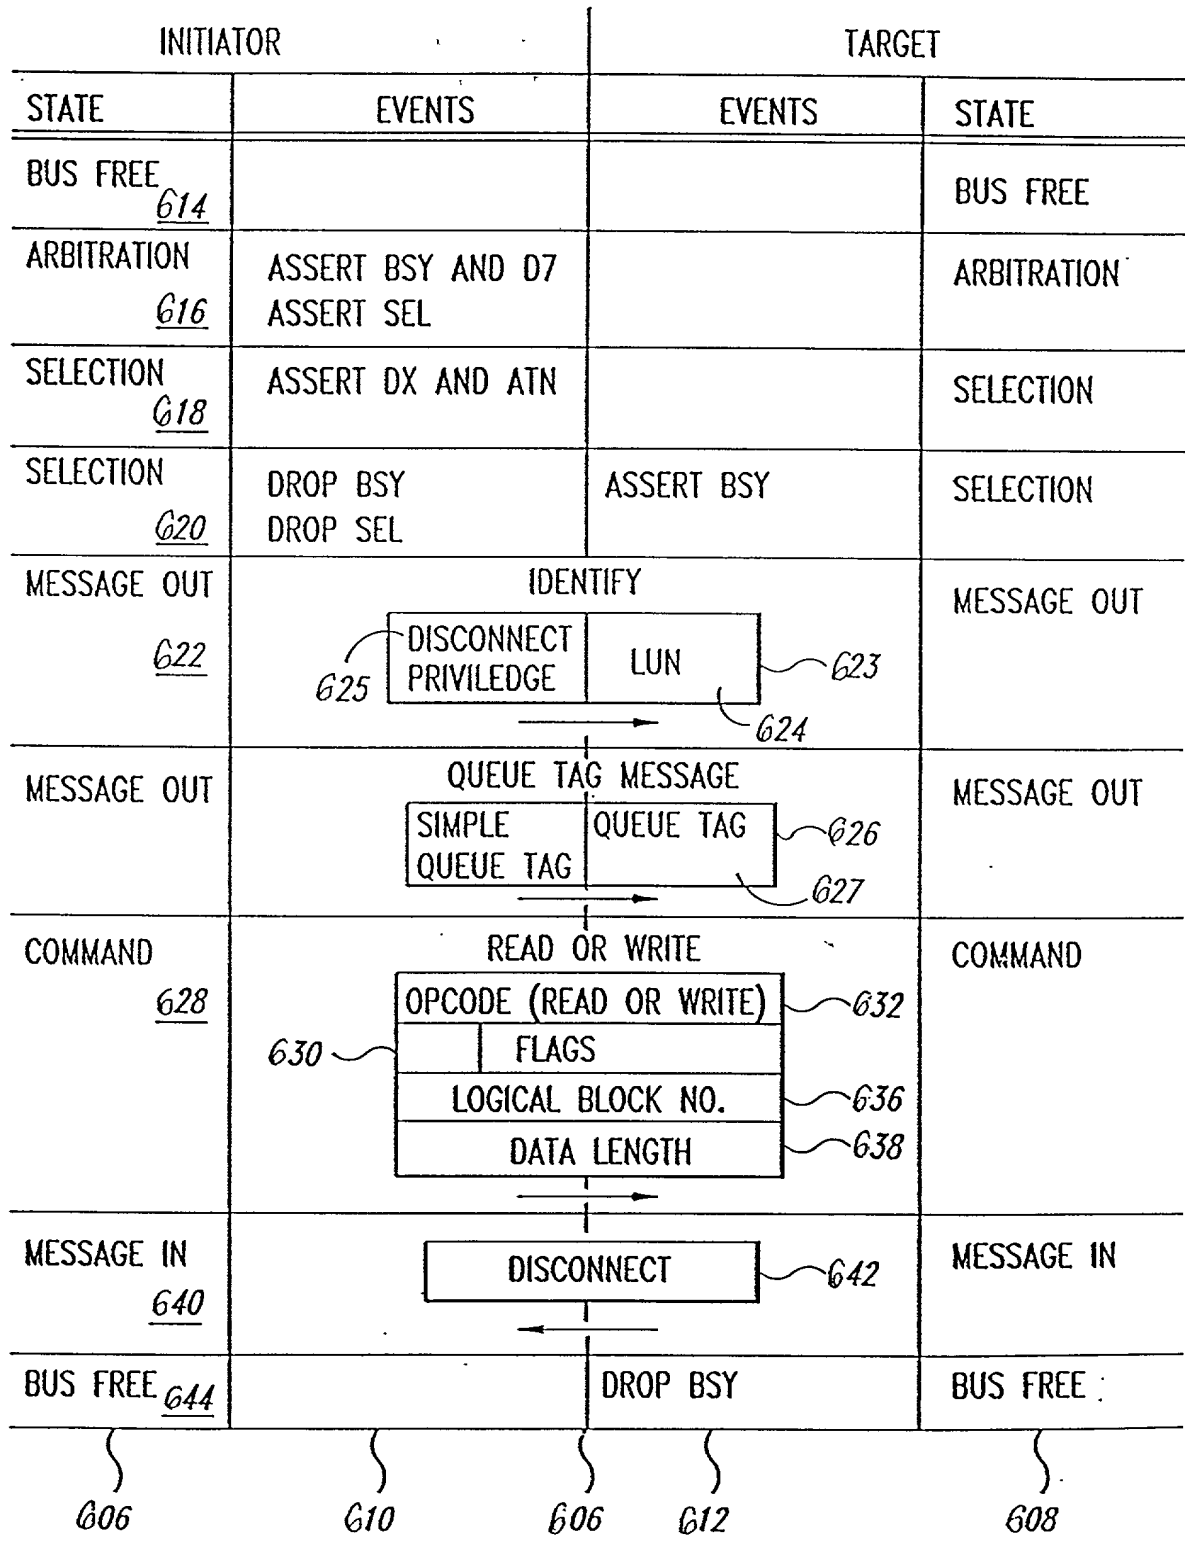 INITIATOR TARGET
STATE EVENTS EVENTS STATE
BUS FREE 614 BUS FREE
ARBITRATION 616 ASSERT BSY AND D7 ARBITRATION
ASSERT SEL
SELECTION 618 ASSERT DX AND ATN SELECTION
SELECTION 620 DROP BSY ASSERT BSY SELECTION
DROP SEL
MESSAGE OUT 622 IDENTIFY MESSAGE OUT
DISCONNECT PRIVILEDGE LUN 623
625 624
MESSAGE OUT QUEUE TAG MESSAGE MESSAGE OUT
SIMPLE QUEUE TAG QUEUE TAG 626
627
COMMAND 628 READ OR WRITE COMMAND
OPCODE (READ OR WRITE) 632
630 FLAGS
LOGICAL BLOCK NO. 636
DATA LENGTH 638
MESSAGE IN 640 DISCONNECT 642 MESSAGE IN
BUS FREE 644 DROP BSY BUS FREE
606 610 606 612 608